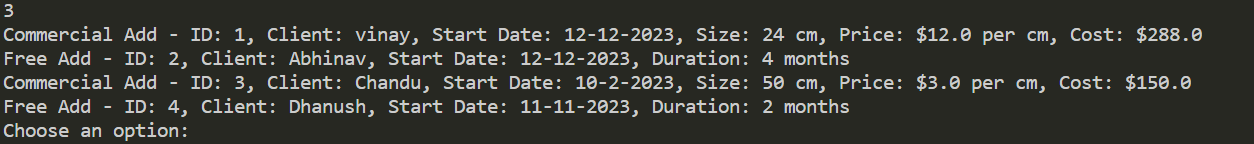 3
Commercial Add - ID: 1, Client: vinay, Start Date: 12-12-2023, Size: 24 cm, Price: $12.0 per cm, Cost: $288.0
Free Add - ID: 2, Client: Abhinav, Start Date: 12-12-2023, Duration: 4 months
Commercial Add - ID: 3, Client: Chandu, Start Date: 10-2-2023, Size: 50 cm, Price: $3.0 per cm, Cost: $150.0
Free Add - ID: 4, Client: Dhanush, Start Date: 11-11-2023, Duration: 2 months
Choose an option: